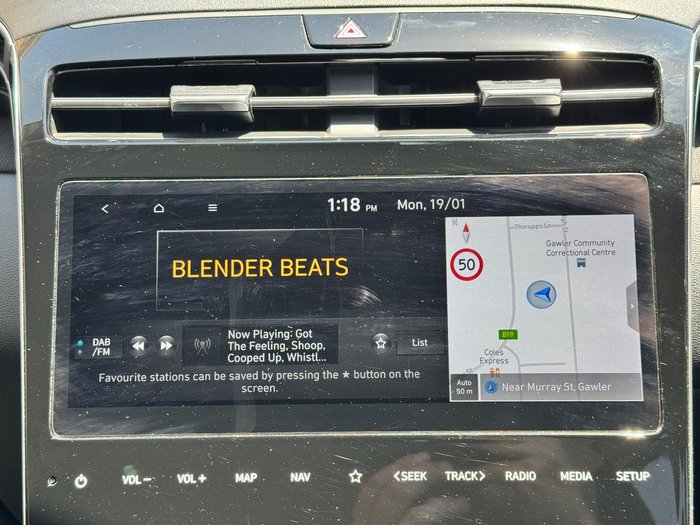 1:18 PM Mon, 19/01
BLENDER BEATS
DAB
/FM
Now Playing: Got
The Feeling, Shoop,
Cooped Up, Whistl...
List
Favourite stations can be saved by pressing the ★ button on the
screen.
Thorupps Ln
Gawler Community
Correctional Centre
50
B19
Coles
Express
Auto
50 m
Near Murray St, Gawler
VOL− VOL+ MAP NAV ☆ <SEEK TRACK> RADIO MEDIA SETUP